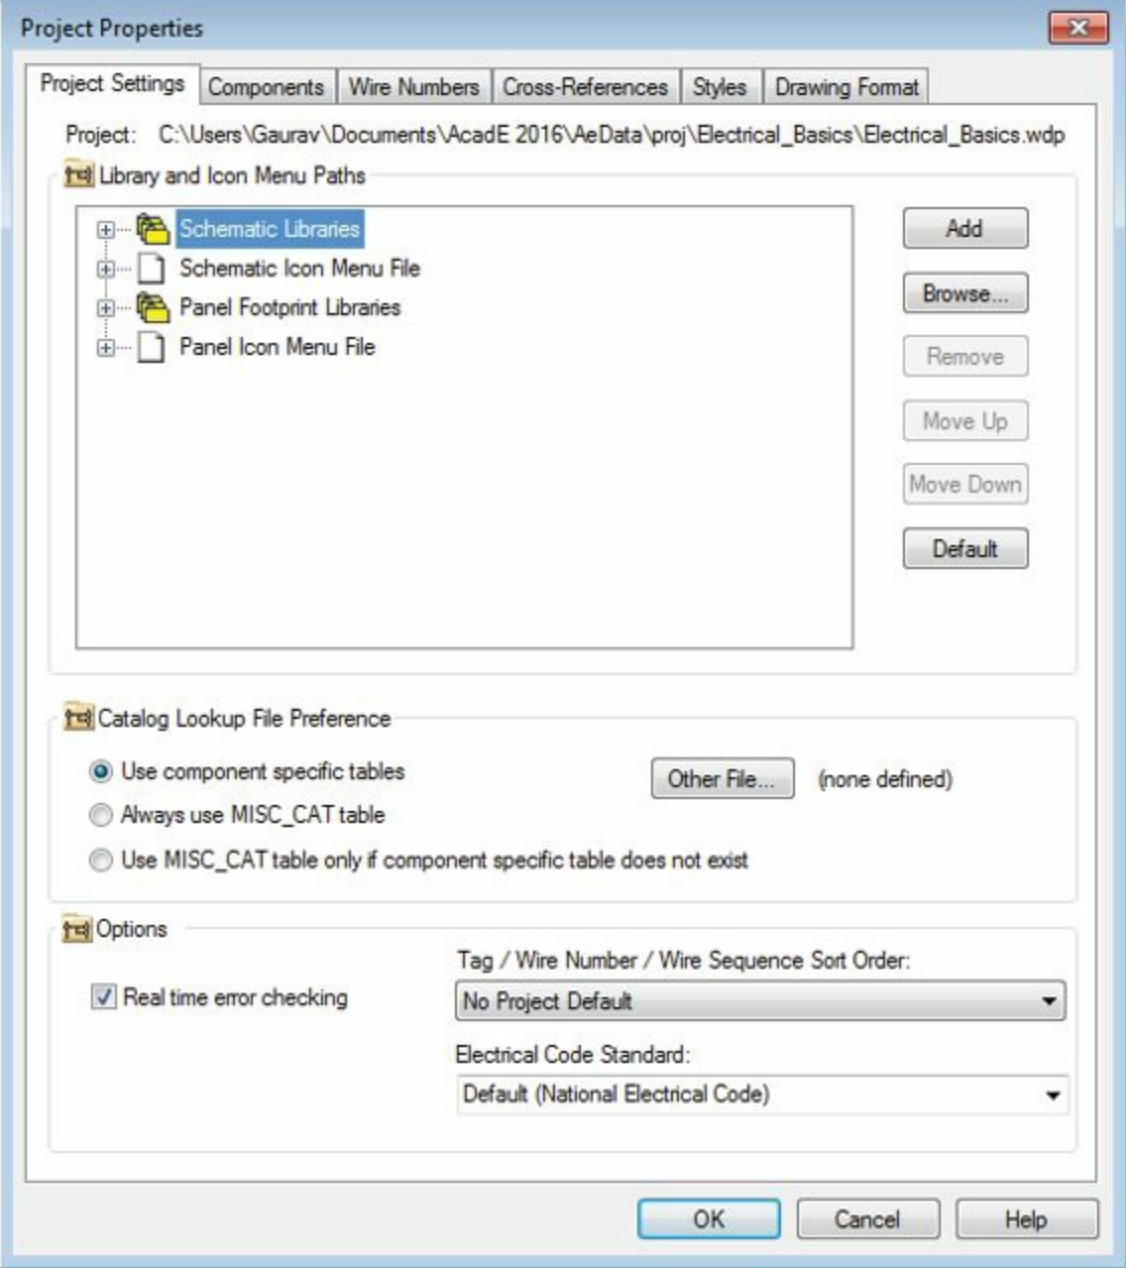 Project Properties
Project Settings Components Wire Numbers Cross-References Styles Drawing Format
Project: C:\Users\Gaurav\Documents\AcadE 2016\AeData\proj\Electrical_Basics\Electrical_Basics.wdp
Library and Icon Menu Paths
Schematic Libraries
Schematic Icon Menu File
Panel Footprint Libraries
Panel Icon Menu File
Add
Browse...
Remove
Move Up
Move Down
Default
Catalog Lookup File Preference
Use component specific tables
Other File... (none defined)
Always use MISC_CAT table
Use MISC_CAT table only if component specific table does not exist
Options
Real time error checking
Tag / Wire Number / Wire Sequence Sort Order:
No Project Default
Electrical Code Standard:
Default (National Electrical Code)
OK Cancel Help